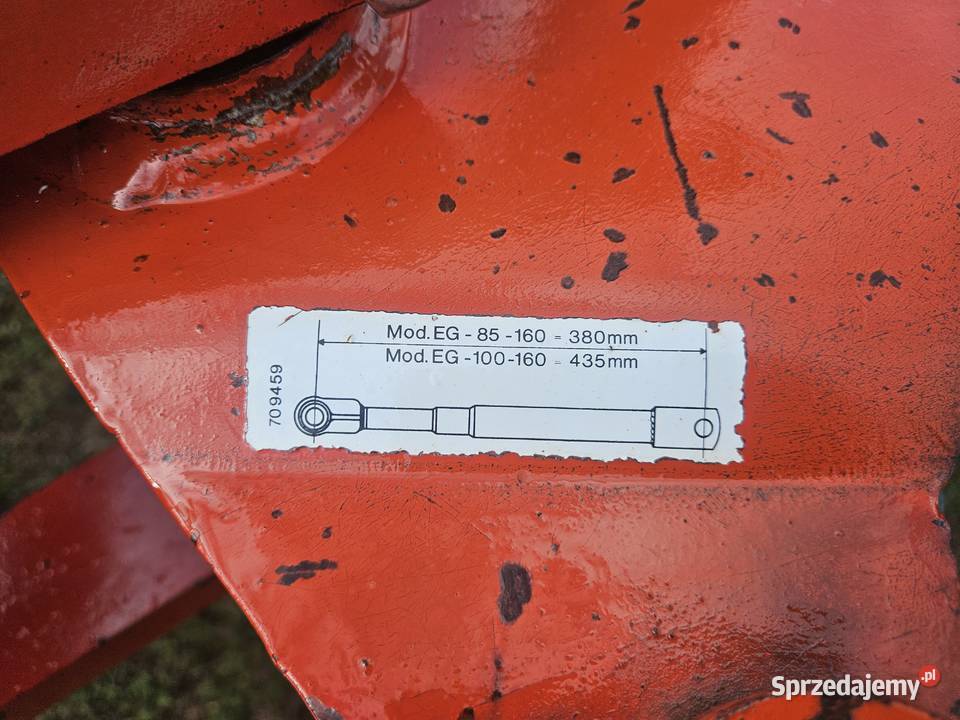 Mod. EG - 85 - 160 = 380mm
Mod. EG - 100 - 160 = 435mm
709459
Sprzedajemy.pl